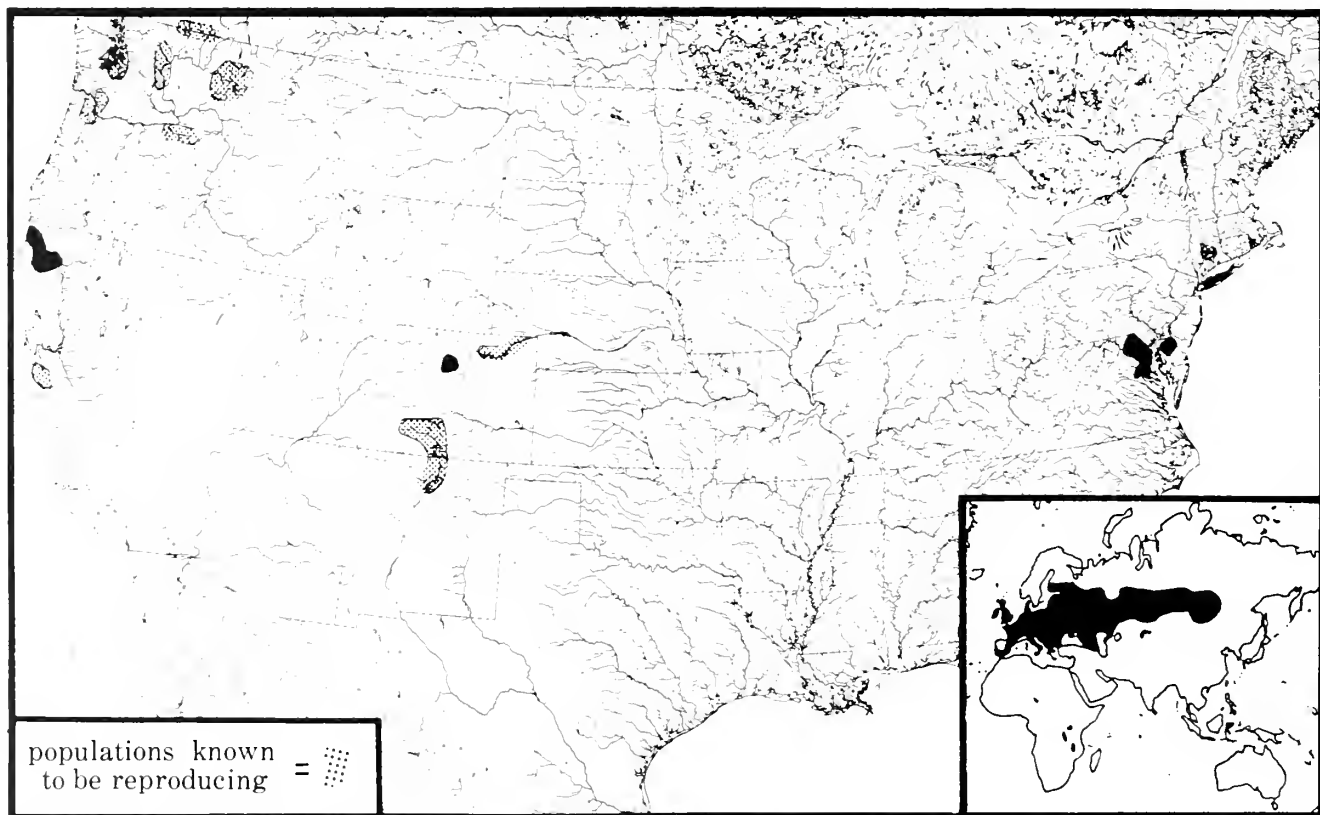 populations known
to be reproducing =